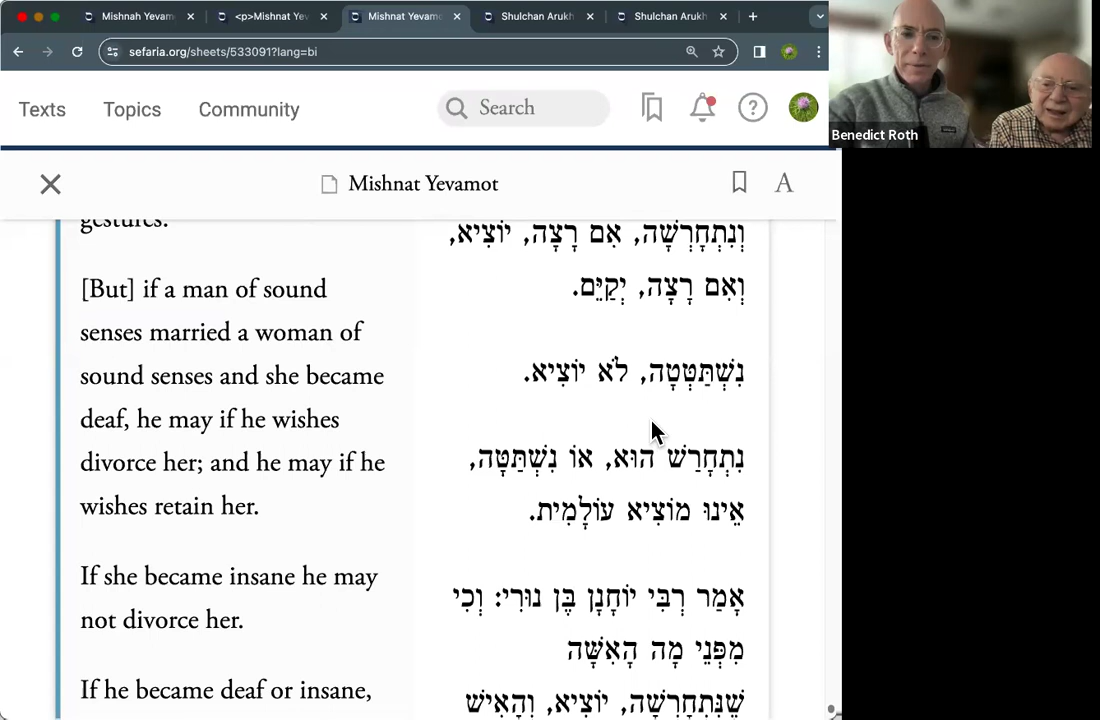 Mishnah Yevam
<p>Mishnat Yev
Mishnat Yevam
Shulchan Arukh
Shulchan Arukh
sefaria.org/sheets/533091?lang=bi
Texts
Topics
Community
Search
Benedict Roth
Mishnat Yevamot
A
gestures.
[But] if a man of sound
senses married a woman of
sound senses and she became
deaf, he may if he wishes
divorce her; and he may if he
wishes retain her.
If she became insane he may
not divorce her.
If he became deaf or insane,
וְנִתְחָרְשָׁה, אִם רָצָה, יוֹצִיא,
וְאִם רָצָה, יְקַיֵּם.
נִשְׁתַּטְּטָה, לֹא יוֹצִיא.
נִתְחָרַשׁ הוּא, אוֹ נִשְׁתַּטָּה,
אֵינוּ מוֹצִיא עוֹלָמִית.
אָמַר רְבִּי יוֹחָנָן בֶּן נוּרִי: וְכִי
מִפְּנֵי מָה הָאִשָּׁה
שֶׁנִּתְחָרְשָׁה, יוֹצִיא, וְהָאִישׁ